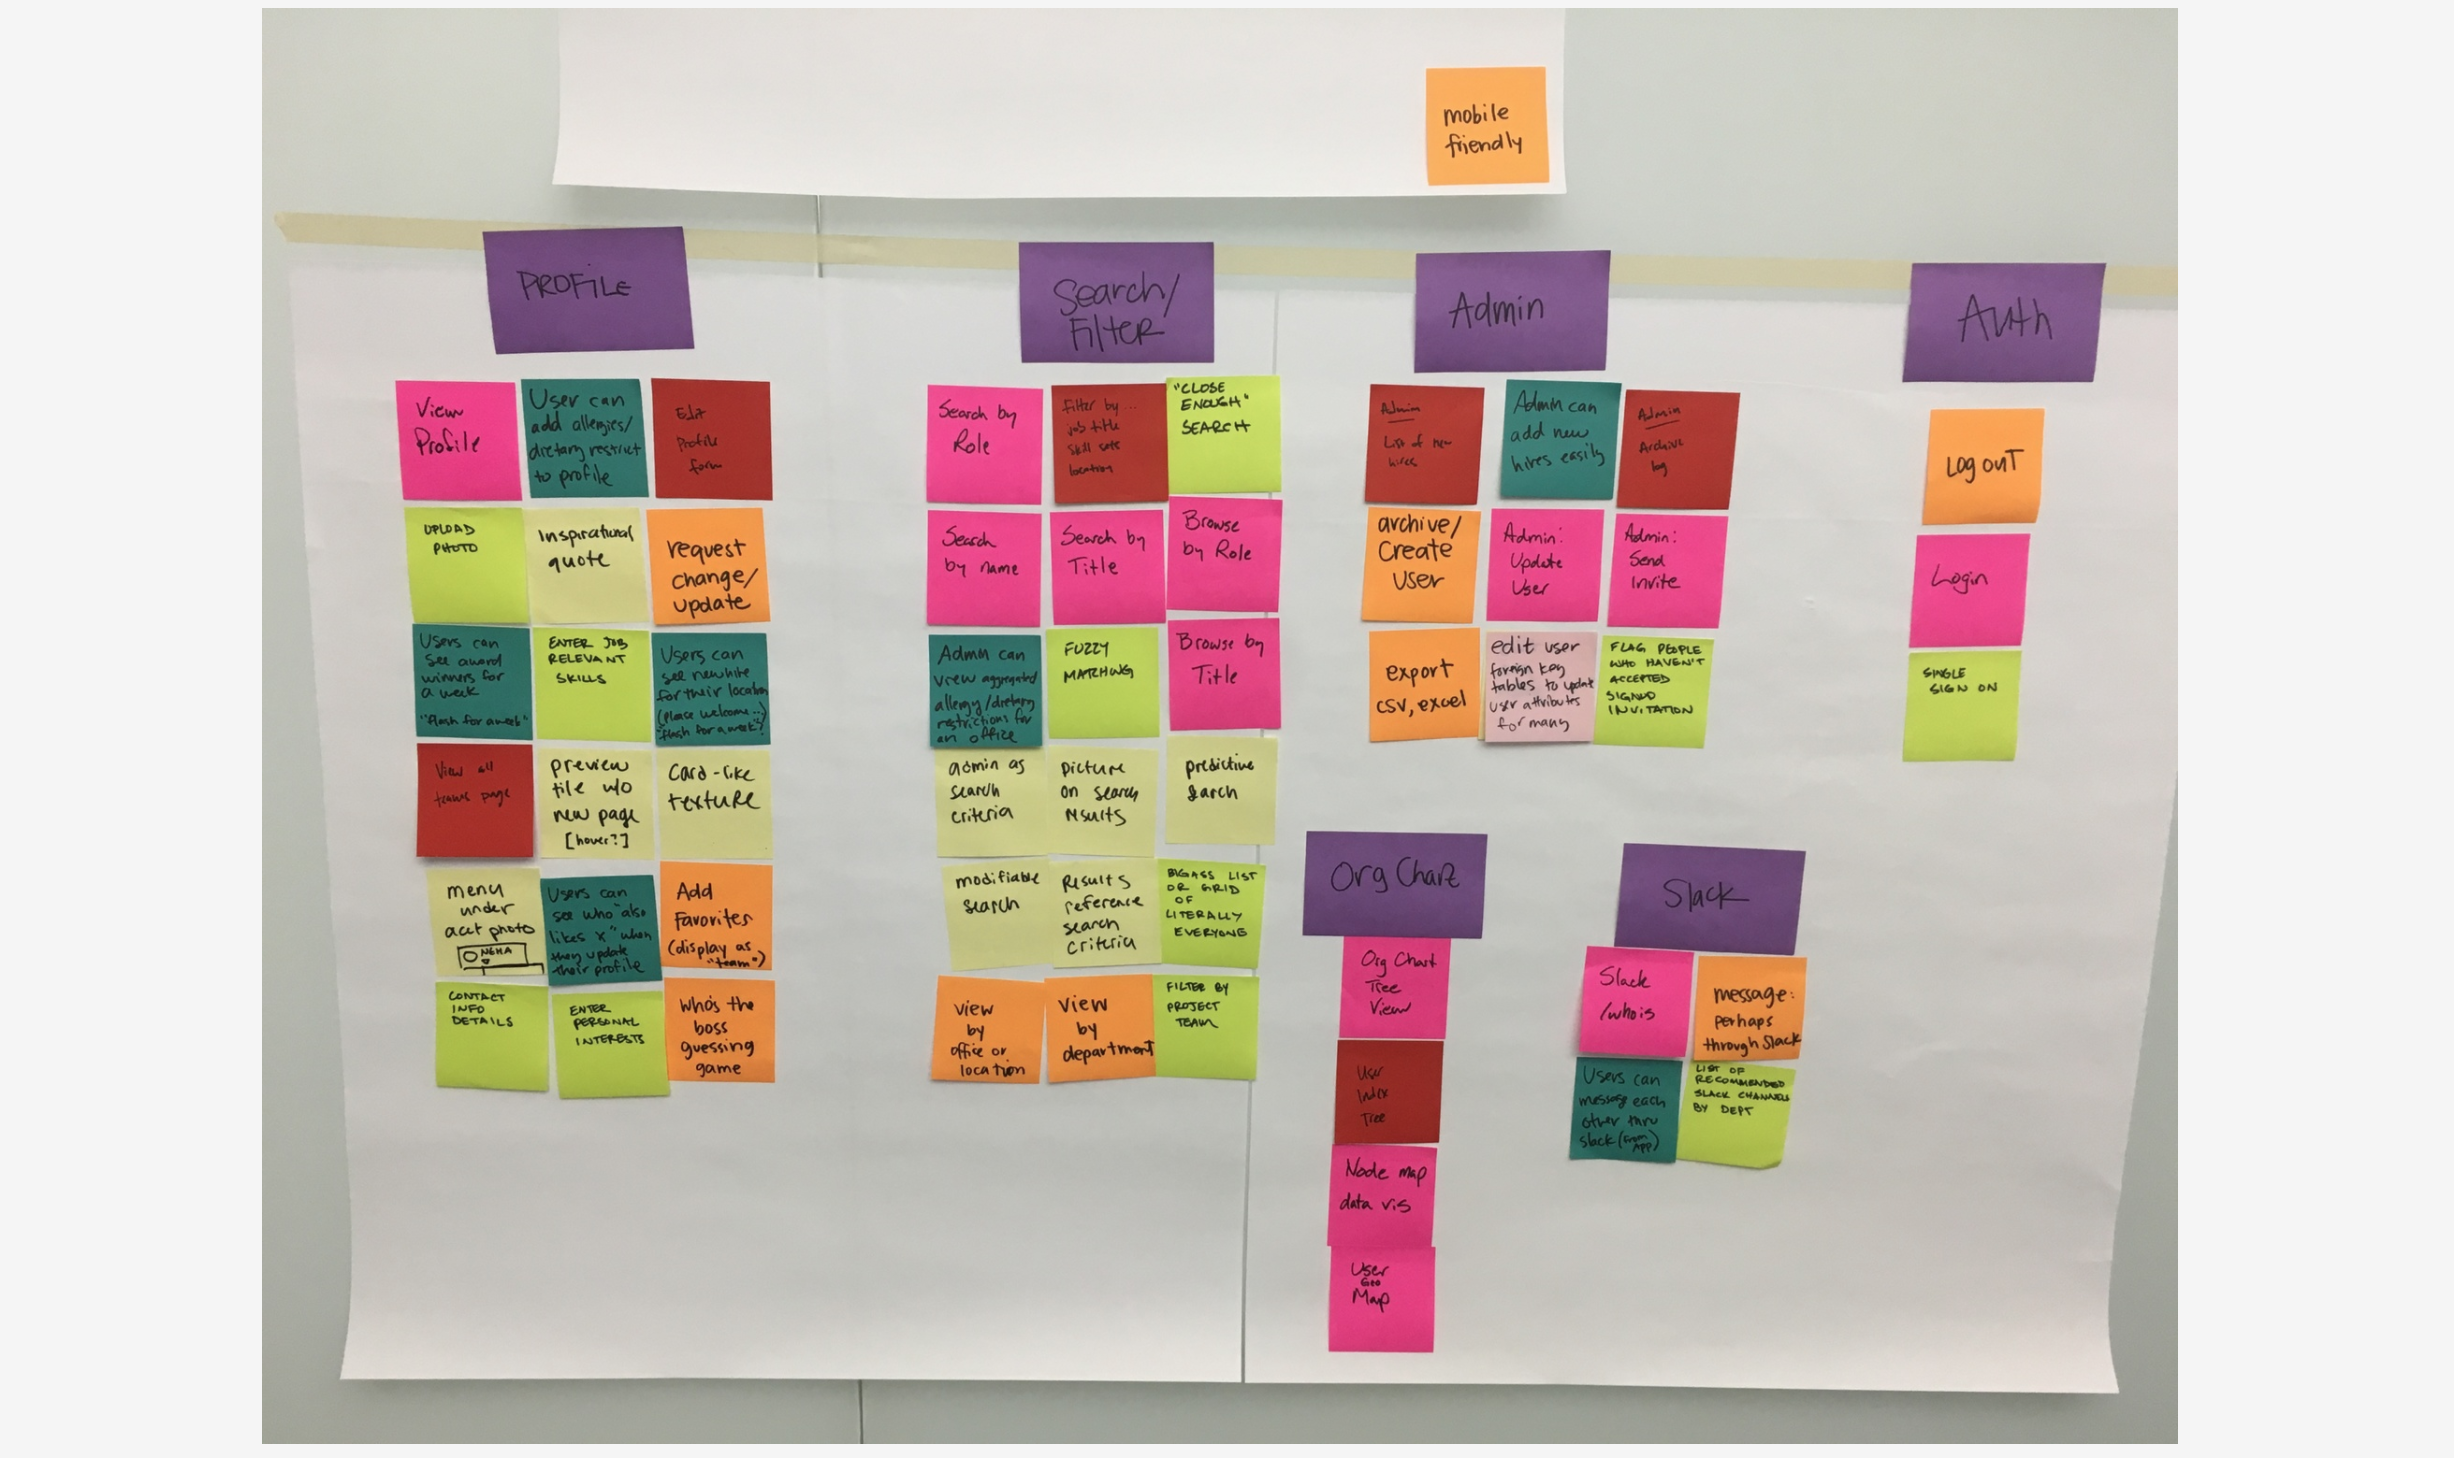 mobile
friendly
PROFILE
View
Profile
User can
add allergies/
dietary restrict
to profile
Edit
Profile
form
UPLOAD
PHOTO
Inspirational
quote
request
change/
update
Users can
see award
winners for
a week
"flash for a week"
ENTER JOB
RELEVANT
SKILLS
Users can
see new hire
for their location
(please welcome...)
"flash for a week"?
View all
teams page
preview
tile w/o
new page
[hover?]
Card-like
texture
menu
under
acct photo
NEHA
Users can
see who "also
likes x" when
they update
their profile
Add
Favorites
(display as
"team")
CONTACT
INFO
DETAILS
ENTER
PERSONAL
INTERESTS
Who's the
boss
guessing
game
Search/
Filter
Search by
Role
Filter by...
job title
skill sets
location
"CLOSE
ENOUGH"
SEARCH
Search
by name
Search by
Title
Browse
by Role
Admin can
view aggregated
allergy/dietary
restrictions for
an office
FUZZY
MATCHING
Browse by
Title
admin as
search
criteria
picture
on search
results
predictive
search
modifiable
search
Results
reference
search
criteria
BIG ASS LIST
OR GRID
OF
LITERALLY
EVERYONE
view
by
office or
location
view
by
department
FILTER BY
PROJECT
TEAM
Admin
Admin
List of new
hires
Admin can
add new
hires easily
Admin
Archive
log
archive/
Create
user
Admin:
Update
User
Admin:
Send
Invite
export
csv, excel
edit user
foreign key
tables to update
user attributes
for many
FLAG PEOPLE
WHO HAVEN'T
ACCEPTED
SIGNUP
INVITATION
Auth
Log out
Login
SINGLE
SIGN ON
Org Chart
Org Chart
Tree
View
User
Index
Tree
Node map
data vis
User
Geo
Map
Slack
Slack
/whois
message:
perhaps
through Slack
Users can
message each
other thru
slack (from
APP)
LIST OF
RECOMMENDED
SLACK CHANNELS
BY DEPT